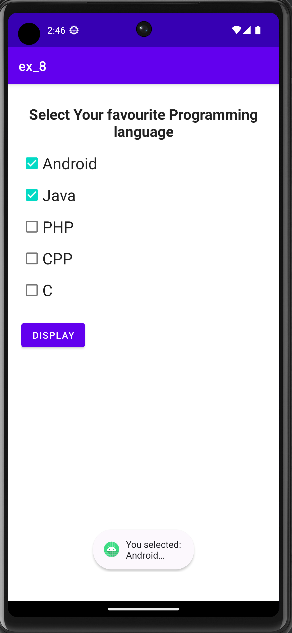 2:46
ex_8
Select Your favourite Programming
language
Android
Java
PHP
CPP
C
DISPLAY
You selected:
Android...